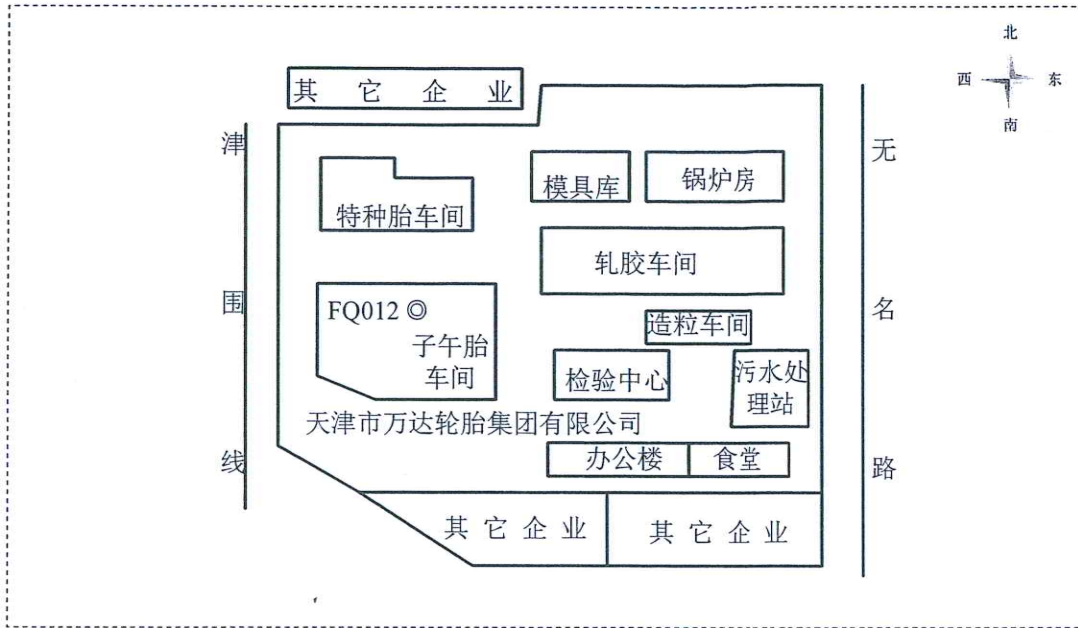 北
西 东
南
其它企业
津围线
无名路
模具库
锅炉房
特种胎车间
轧胶车间
FQ012 ◎
子午胎
车间
造粒车间
检验中心
污水处
理站
天津市万达轮胎集团有限公司
办公楼
食堂
其它企业
其它企业